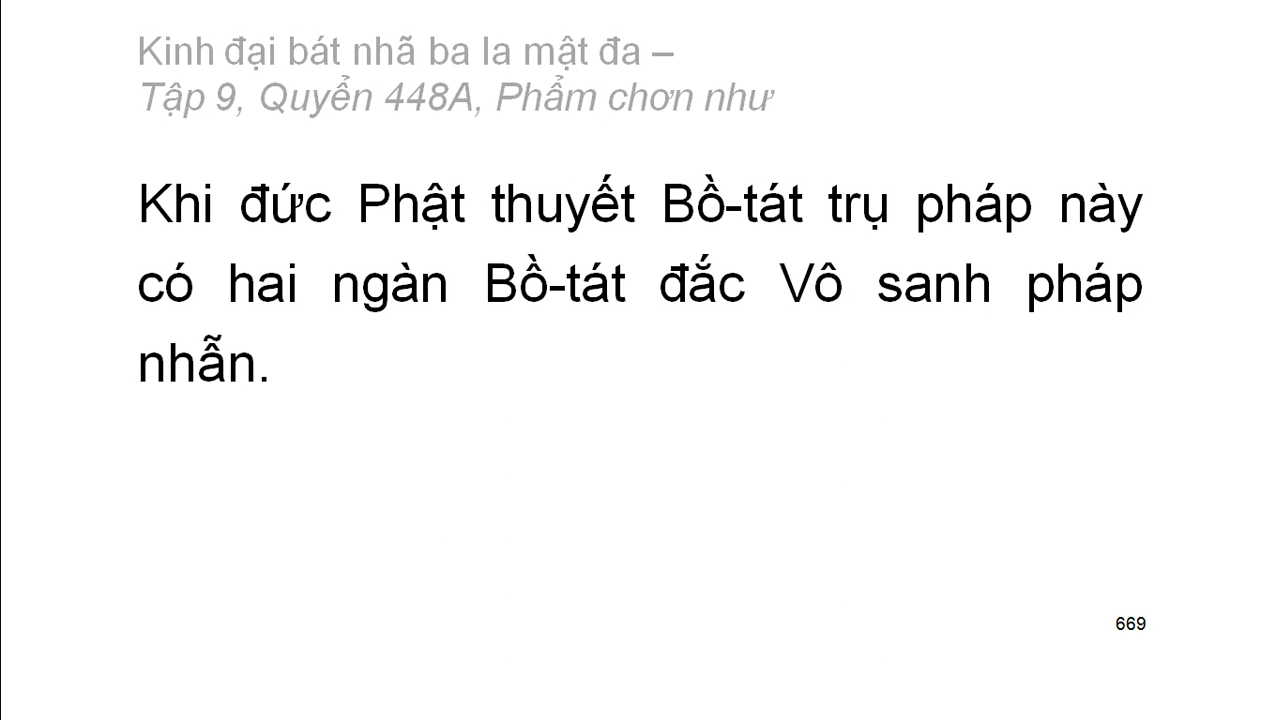 Kinh đại bát nhã ba la mật đa –
Tập 9, Quyển 448A, Phẩm chơn như
Khi đức Phật thuyết Bồ-tát trụ pháp này
có hai ngàn Bồ-tát đắc Vô sanh pháp
nhẫn.
669